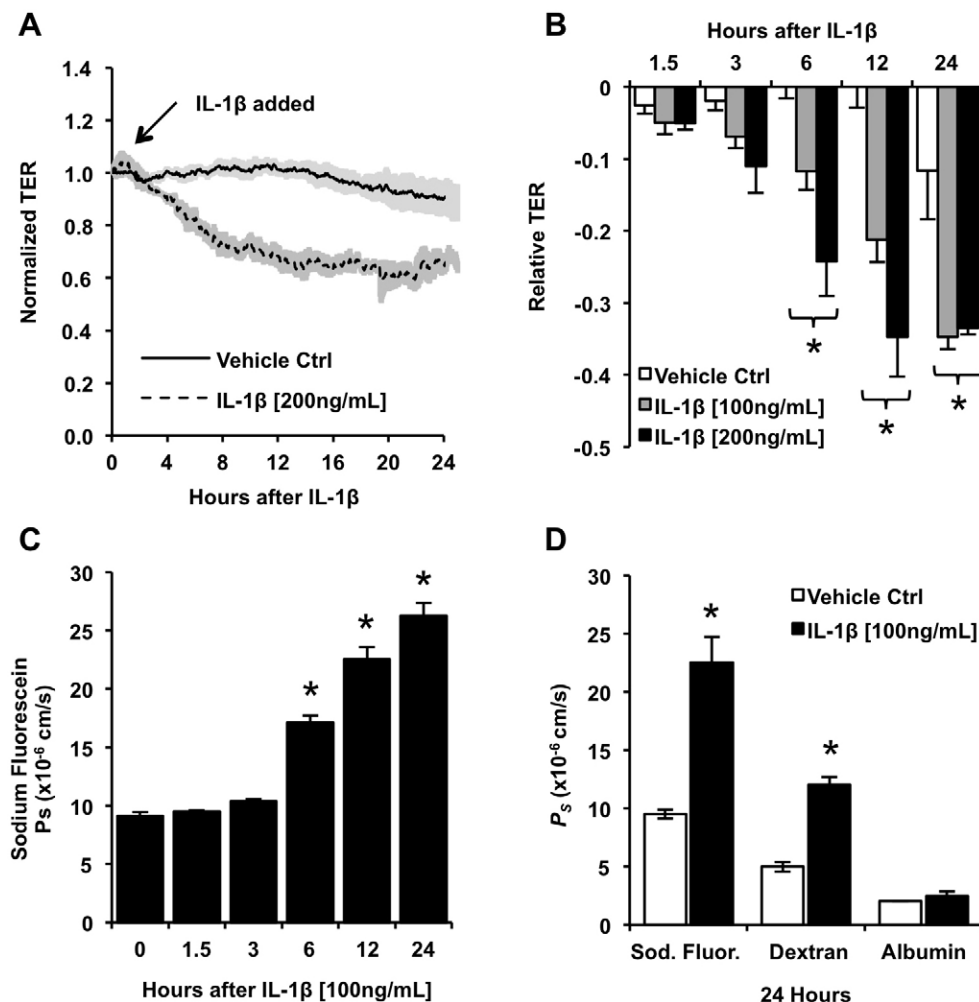 A
1.4
1.2
1.0
0.8
0.6
0.4
0.2
0.0
Normalized TER
IL-1β added
Vehicle Ctrl
IL-1β [200ng/mL]
0 4 8 12 16 20 24
Hours after IL-1β
B
Hours after IL-1β
1.5 3 6 12 24
0
-0.1
-0.2
-0.3
-0.4
-0.5
Relative TER
*
*
*
Vehicle Ctrl
IL-1β [100ng/mL]
IL-1β [200ng/mL]
C
30
25
20
15
10
5
0
Sodium Fluorescein
Ps (x10⁻⁶ cm/s)
* * *
0 1.5 3 6 12 24
Hours after IL-1β [100ng/mL]
D
30
25
20
15
10
5
0
Pₛ (x10⁻⁶ cm/s)
Vehicle Ctrl
IL-1β [100ng/mL]
* *
Sod. Fluor. Dextran Albumin
24 Hours